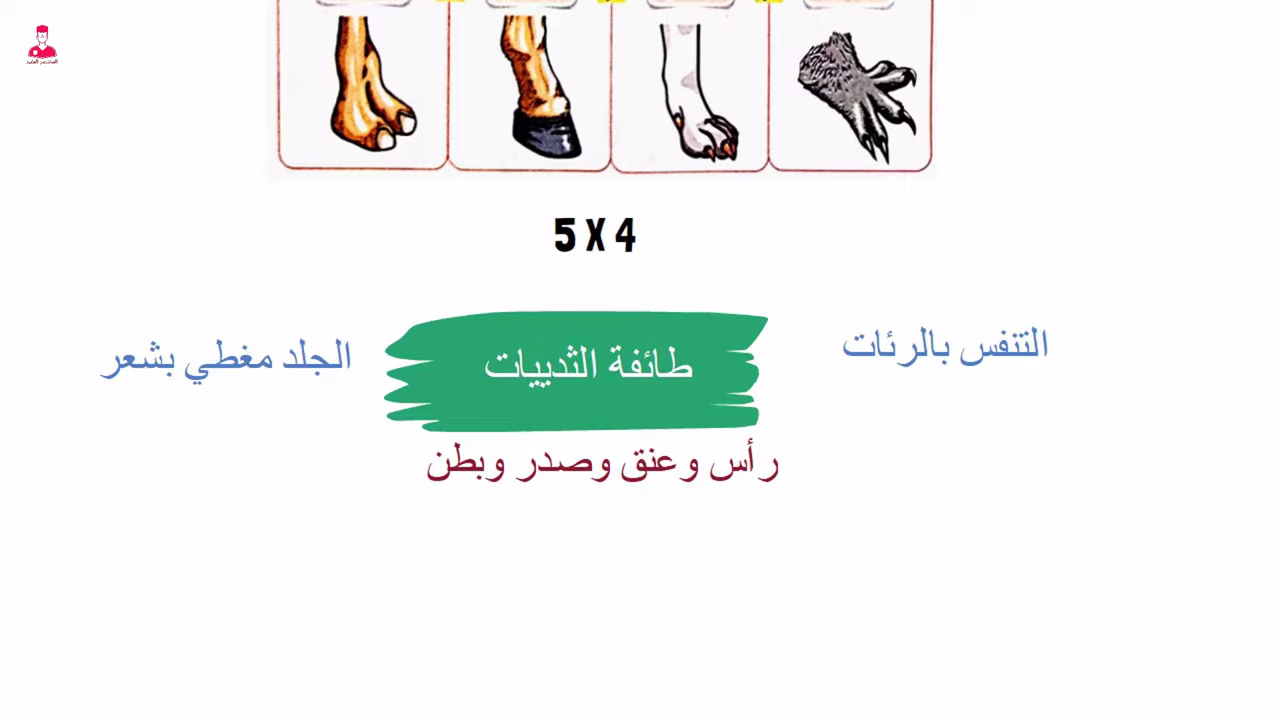 5 X 4
التنفس بالرئات
طائفة الثدييات
الجلد مغطي بشعر
رأس وعنق وصدر وبطن